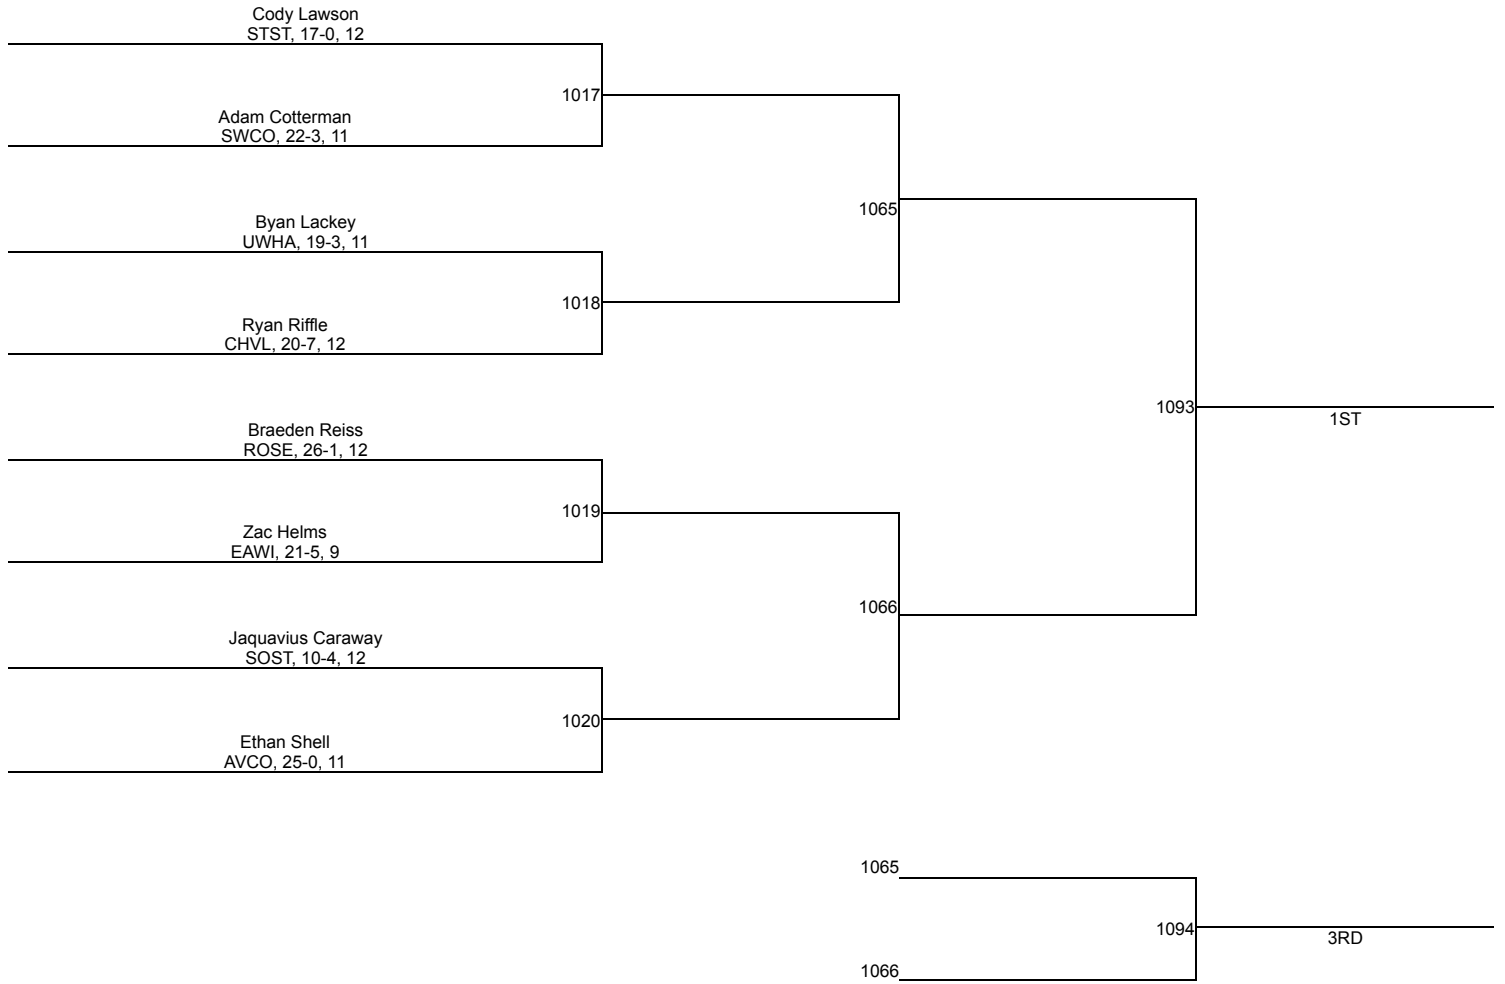 Cody Lawson
STST, 17-0, 12
1017
Adam Cotterman
SWCO, 22-3, 11
1065
Byan Lackey
UWHA, 19-3, 11
1018
Ryan Riffle
CHVL, 20-7, 12
1093
1ST
Braeden Reiss
ROSE, 26-1, 12
1019
Zac Helms
EAWI, 21-5, 9
1066
Jaquavius Caraway
SOST, 10-4, 12
1020
Ethan Shell
AVCO, 25-0, 11
1065
1094
3RD
1066